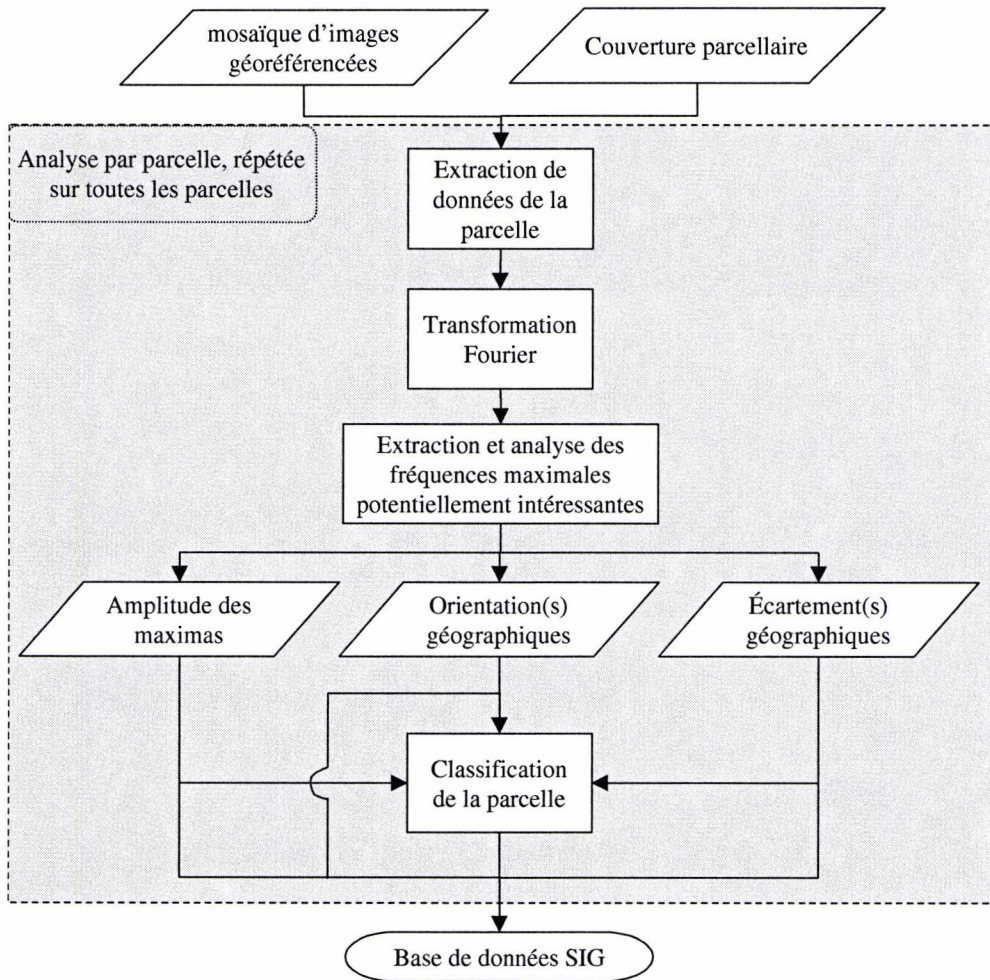 mosaïque d'images
géoréférencées
Couverture parcellaire
Analyse par parcelle, répétée
sur toutes les parcelles
Extraction de
données de la
parcelle
Transformation
Fourier
Extraction et analyse des
fréquences maximales
potentiellement intéressantes
Amplitude des
maximas
Orientation(s)
géographiques
Écartement(s)
géographiques
Classification
de la parcelle
Base de données SIG